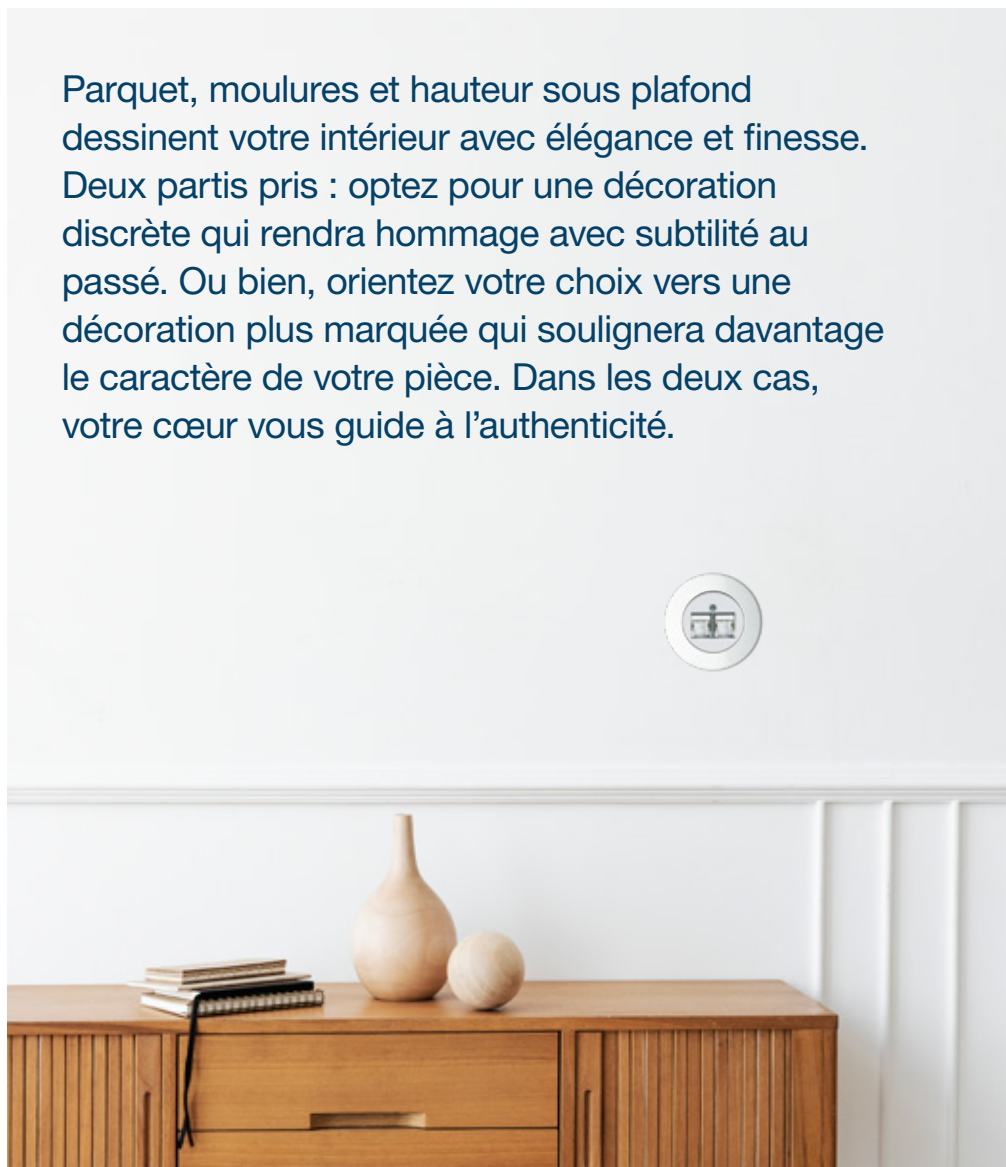 Parquet, moulures et hauteur sous plafond
dessinent votre intérieur avec élégance et finesse.
Deux partis pris : optez pour une décoration
discrète qui rendra hommage avec subtilité au
passé. Ou bien, orientez votre choix vers une
décoration plus marquée qui soulignera davantage
le caractère de votre pièce. Dans les deux cas,
votre cœur vous guide à l’authenticité.